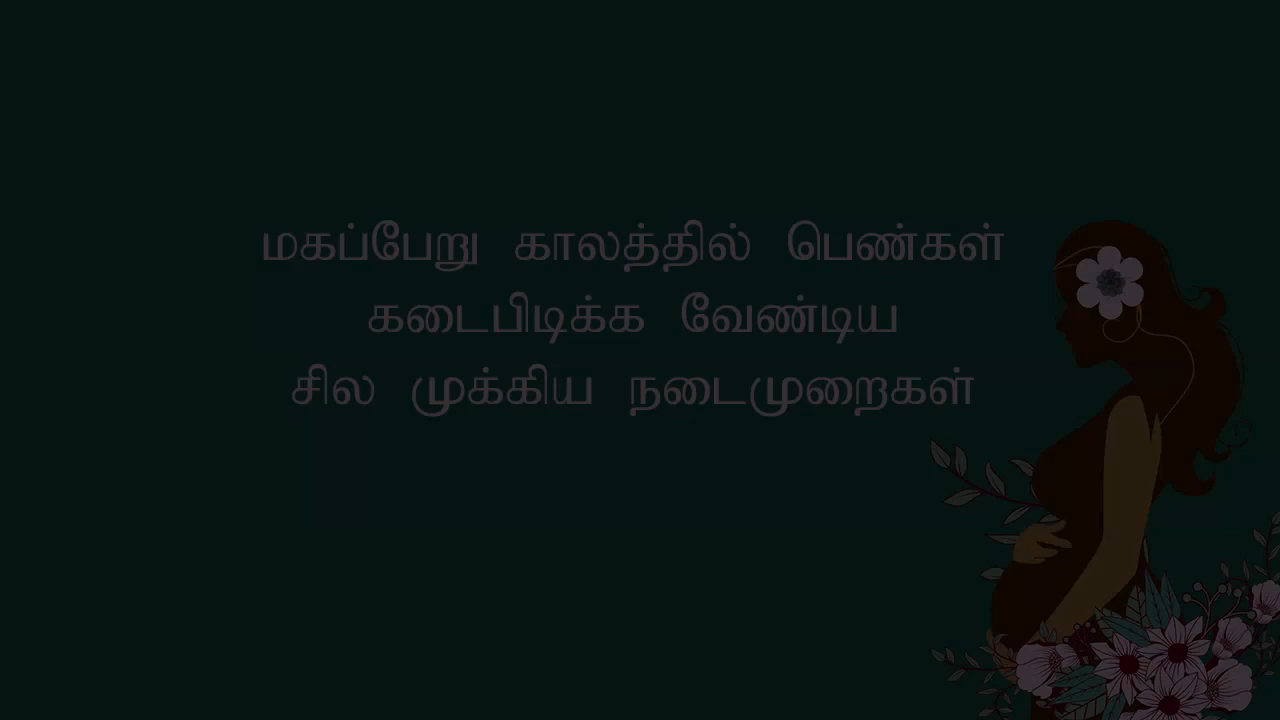 மகப்பேறு காலத்தில் பெண்கள்
கடைபிடிக்க வேண்டிய
சில முக்கிய நடைமுறைகள்